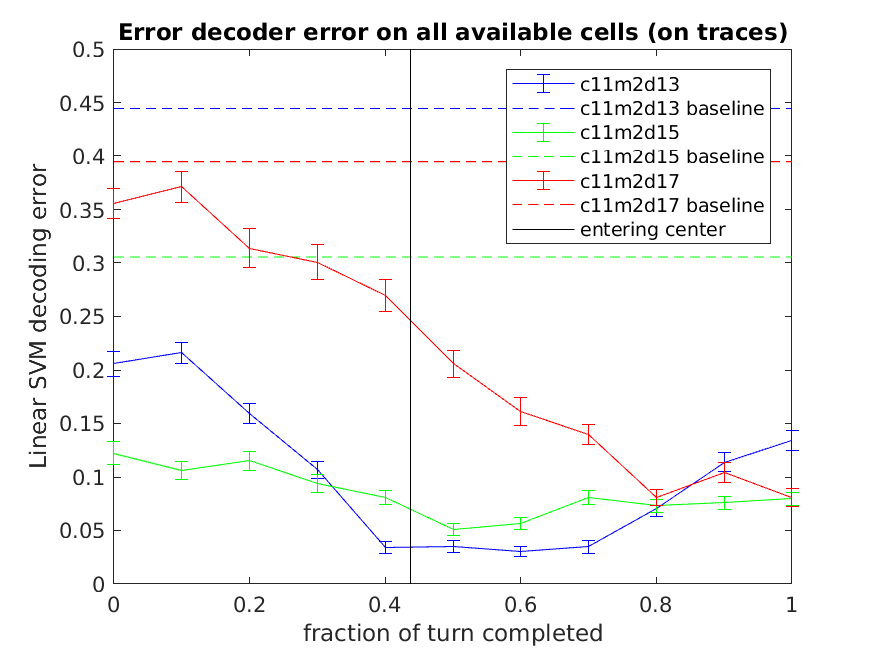 Error decoder error on all available cells (on traces)
0.5
0.45
0.4
0.35
0.3
0.25
0.2
0.15
0.1
0.05
0
Linear SVM decoding error
c11m2d13
c11m2d13 baseline
c11m2d15
c11m2d15 baseline
c11m2d17
c11m2d17 baseline
entering center
0 0.2 0.4 0.6 0.8 1
fraction of turn completed